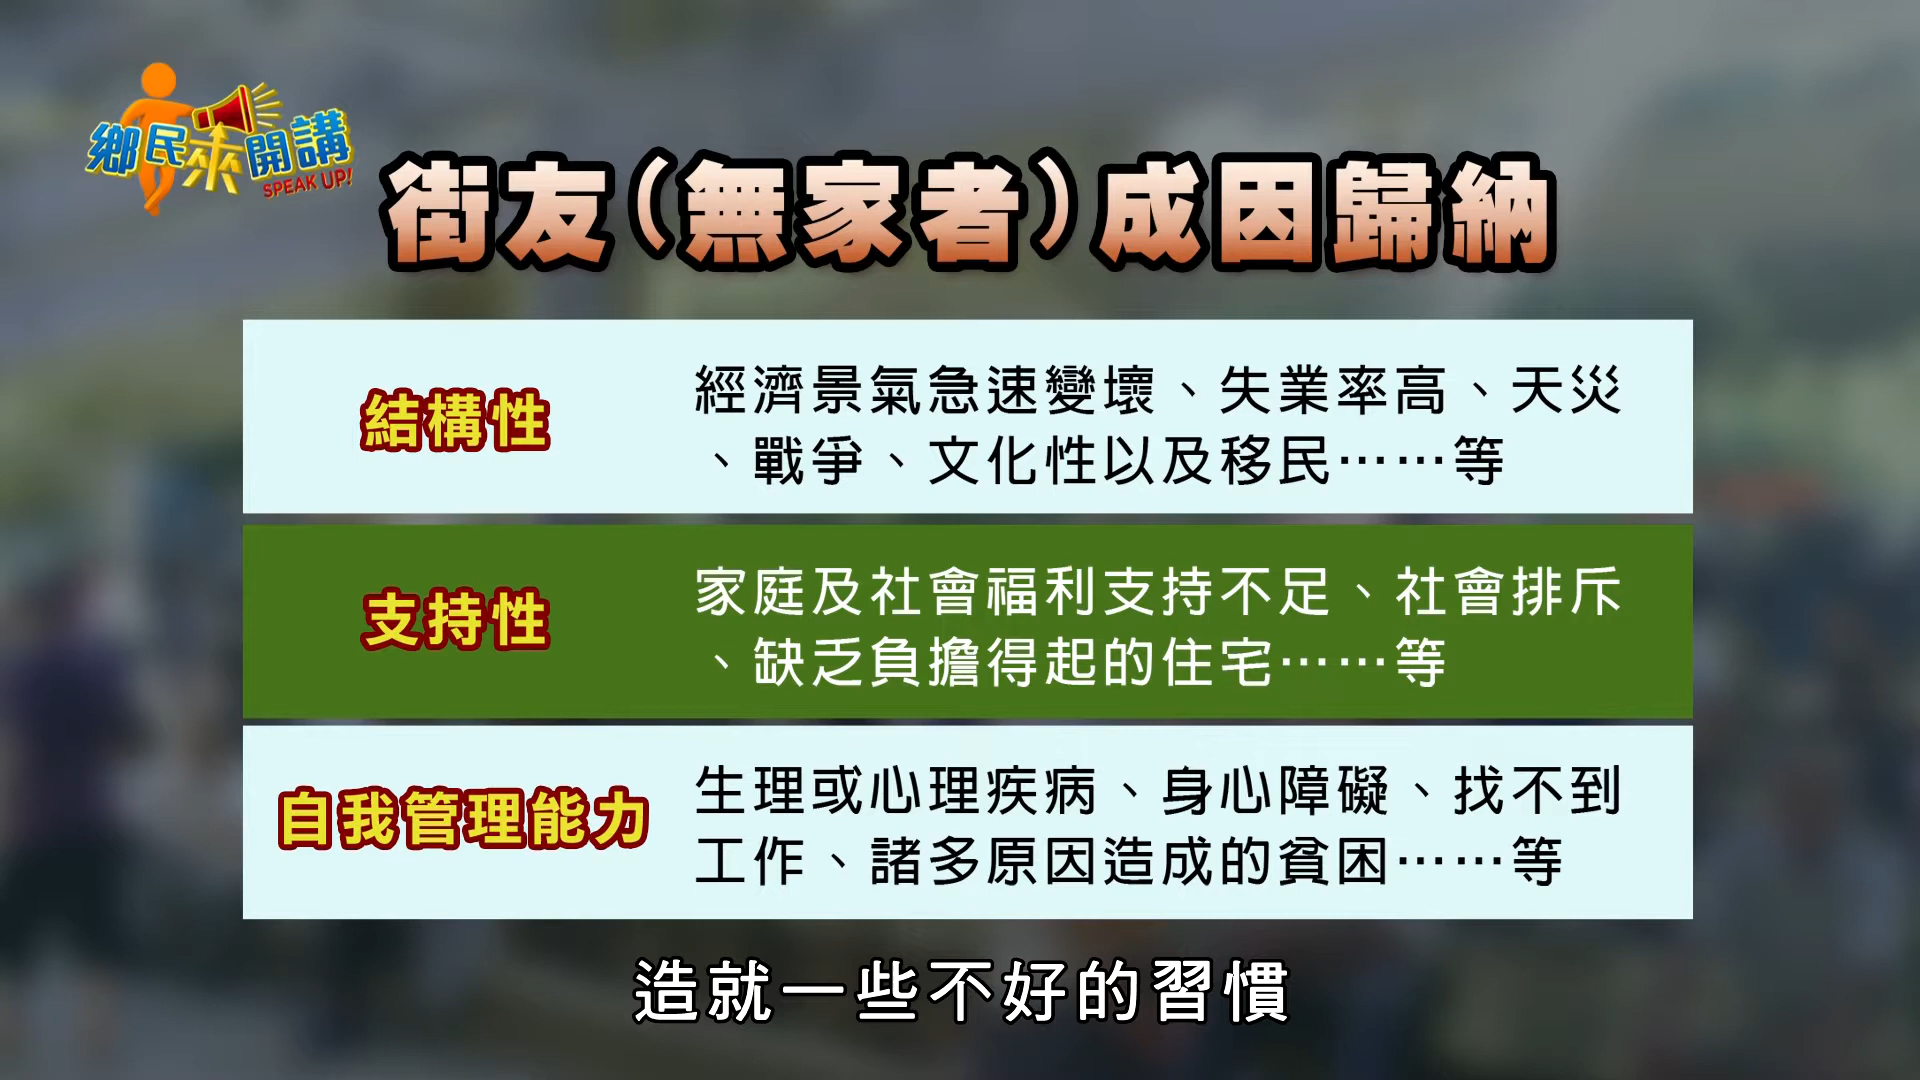 鄉民來開講
SPEAK UP!
街友(無家者)成因歸納
結構性
經濟景氣急速變壞、失業率高、天災
、戰爭、文化性以及移民……等
支持性
家庭及社會福利支持不足、社會排斥
、缺乏負擔得起的住宅……等
自我管理能力
生理或心理疾病、身心障礙、找不到
工作、諸多原因造成的貧困……等
造就一些不好的習慣